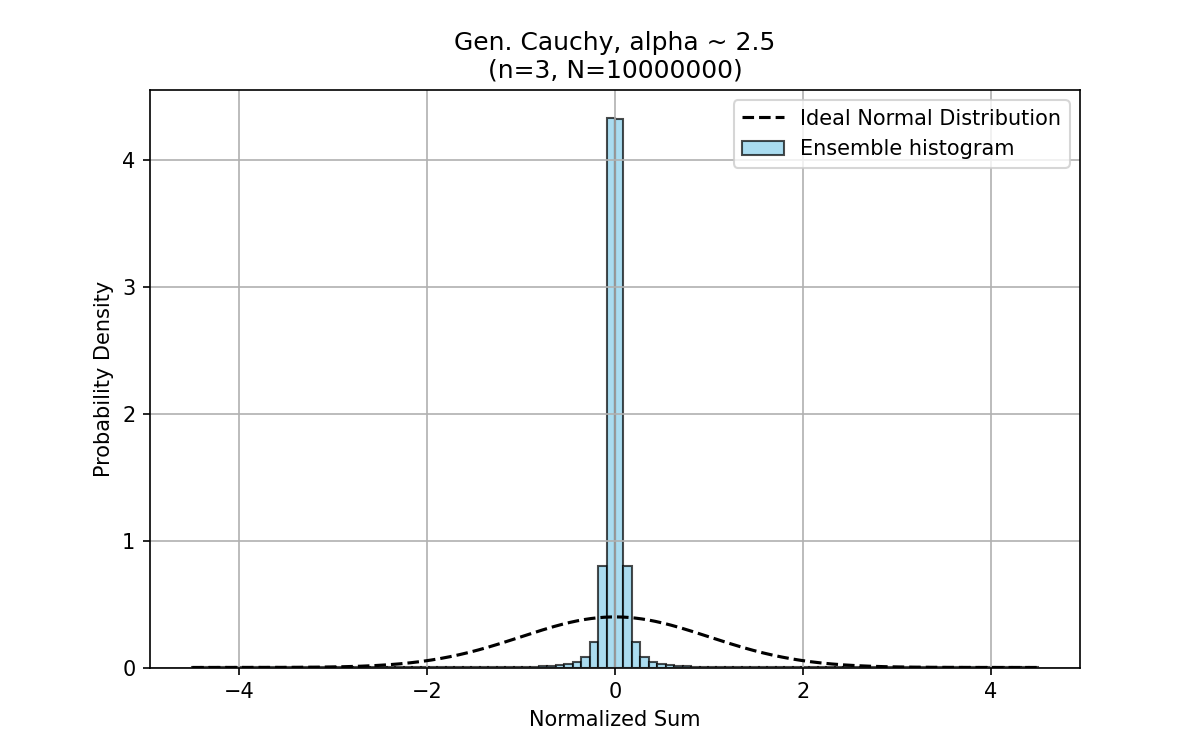 Gen. Cauchy, alpha ~ 2.5
(n=3, N=10000000)
Ideal Normal Distribution
Ensemble histogram
Probability Density
4
3
2
1
0
−4
−2
0
2
4
Normalized Sum